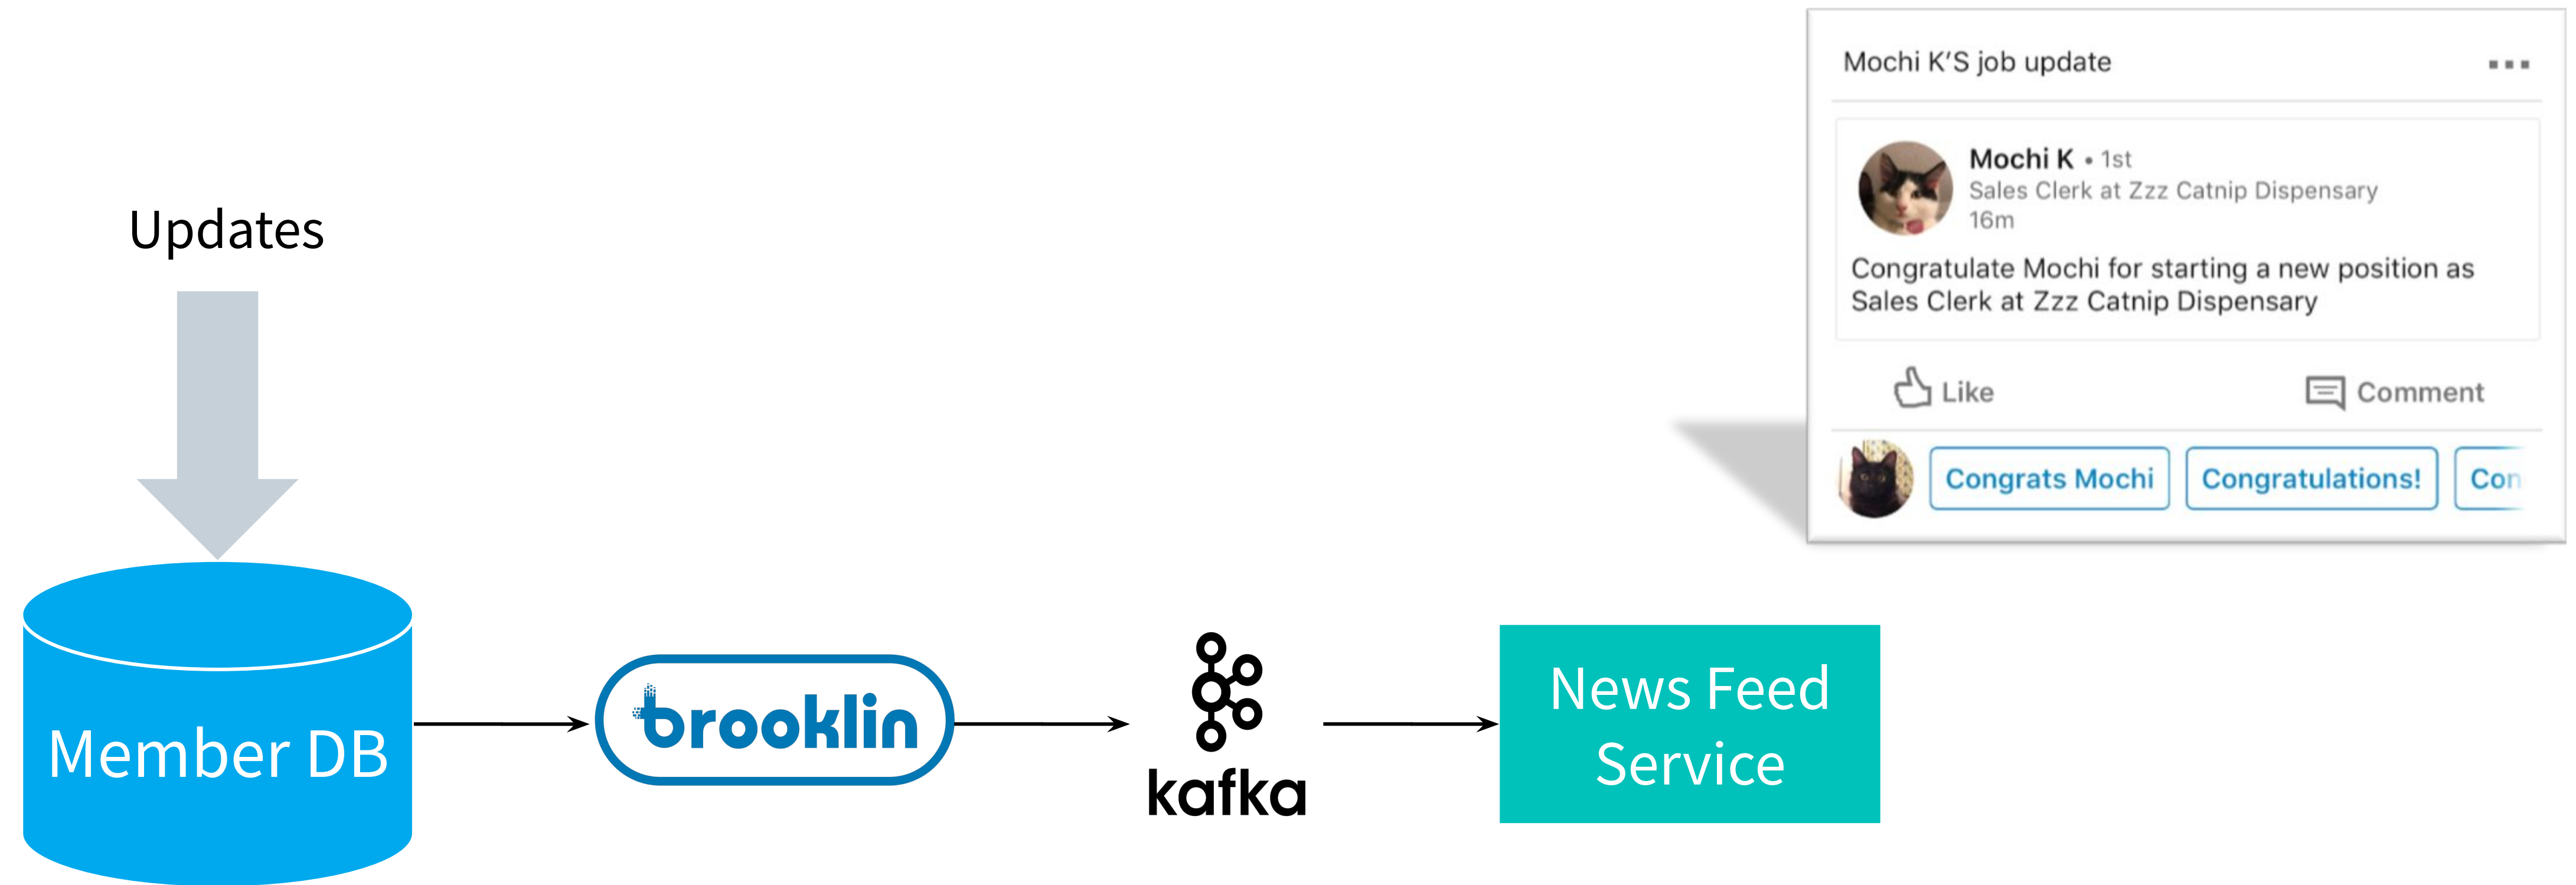 Updates
Member DB
brooklin
kafka
News Feed
Service
Mochi K'S job update
Mochi K • 1st
Sales Clerk at Zzz Catnip Dispensary
16m
Congratulate Mochi for starting a new position as
Sales Clerk at Zzz Catnip Dispensary
Like
Comment
Congrats Mochi
Congratulations!
Con